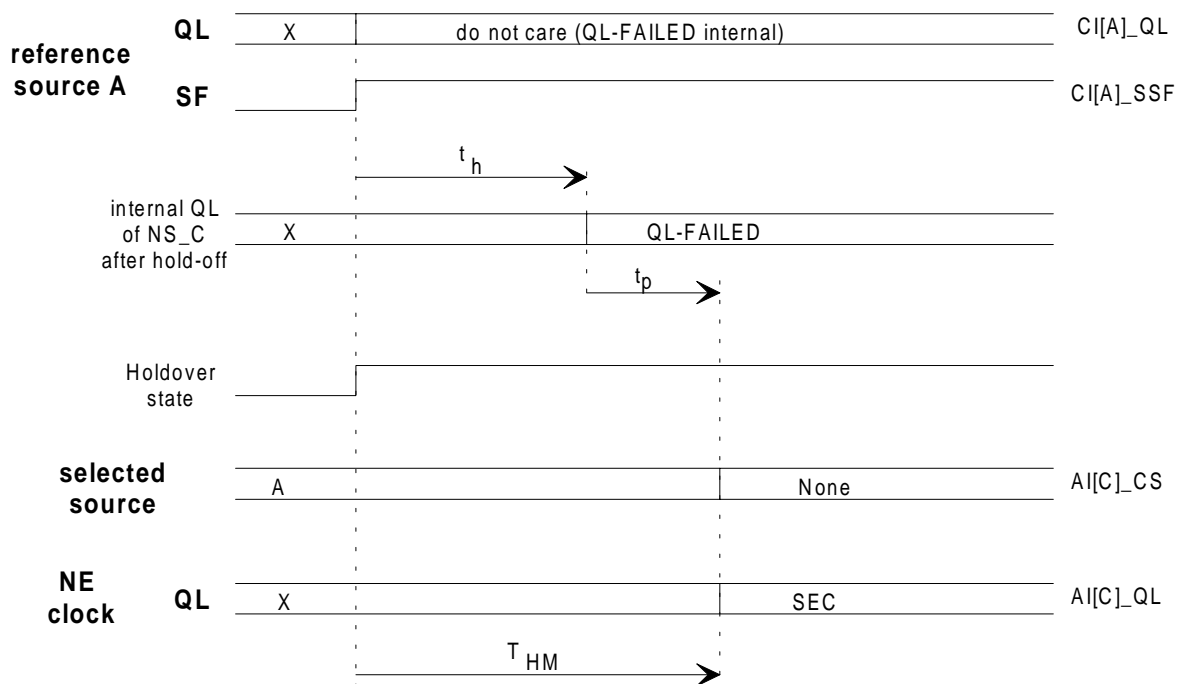 QL X do not care (QL-FAILED internal) CI[A]_QL
reference
source A
SF CI[A]_SSF
t h
internal QL
of NS_C
after hold-off
X QL-FAILED
tp
Holdover
state
selected
source
A None AI[C]_CS
NE
clock
QL X SEC AI[C]_QL
T HM